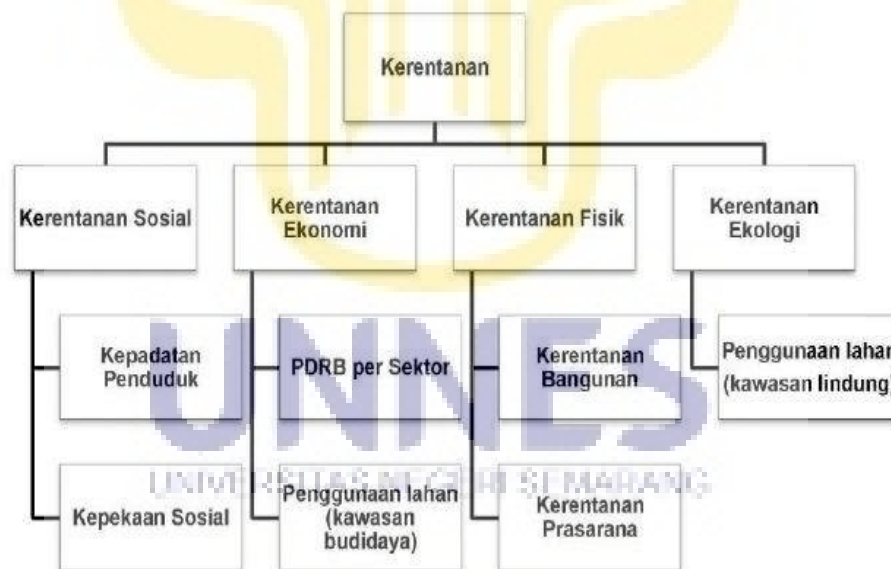 Kerentanan
Kerentanan Sosial
Kerentanan
Ekonomi
Kerentanan Fisik
Kerentanan
Ekologi
Kepadatan
Penduduk
PDRB per Sektor
Kerentanan
Bangunan
Penggunaan lahan
(kawasan lindung)
Kepekaan Sosial
Penggunaan lahan
(kawasan
budidaya)
Kerentanan
Prasarana
UNNES
UNIVERSITAS NEGERI SEMARANG